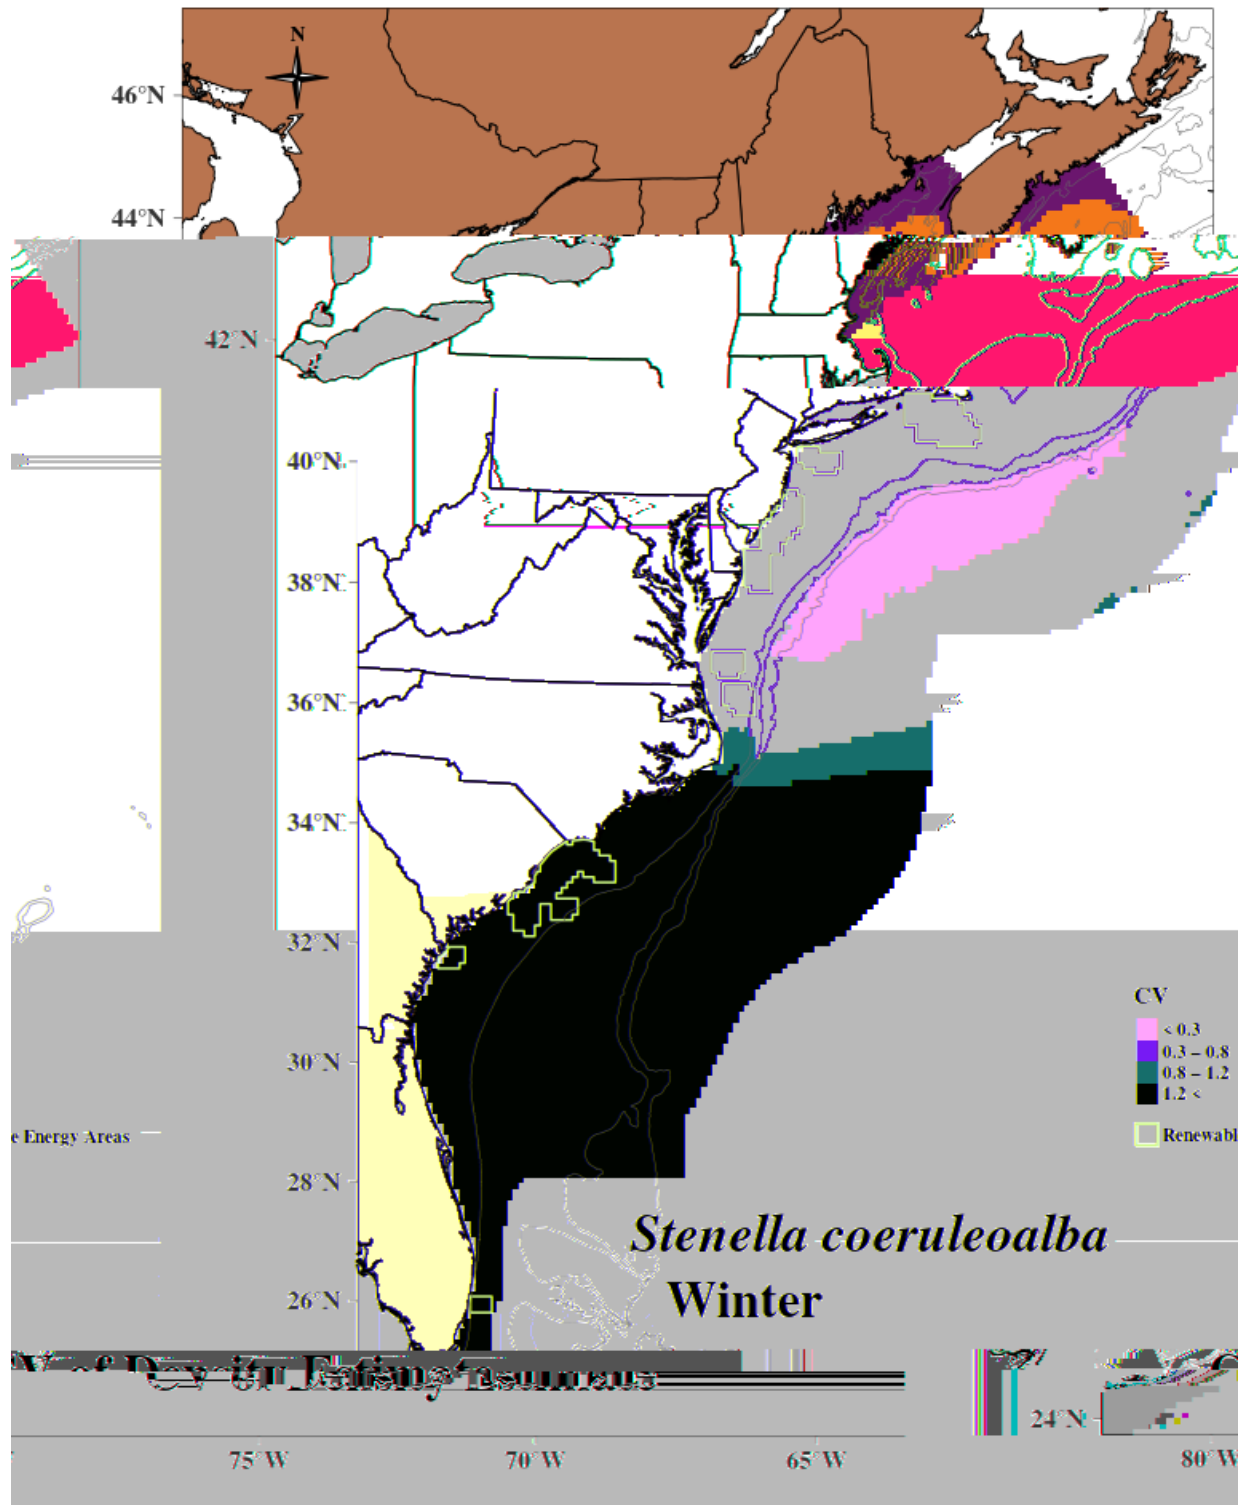 N
46°N
44°N
42°N
40°N
38°N
36°N
34°N
32°N
CV
< 0.3
0.3 – 0.8
0.8 – 1.2
1.2 <
30°N
e Energy Areas
Renewabl
28°N
Stenella coeruleoalba
Winter
26°N
24°N
75°W
70°W
65°W
80°W